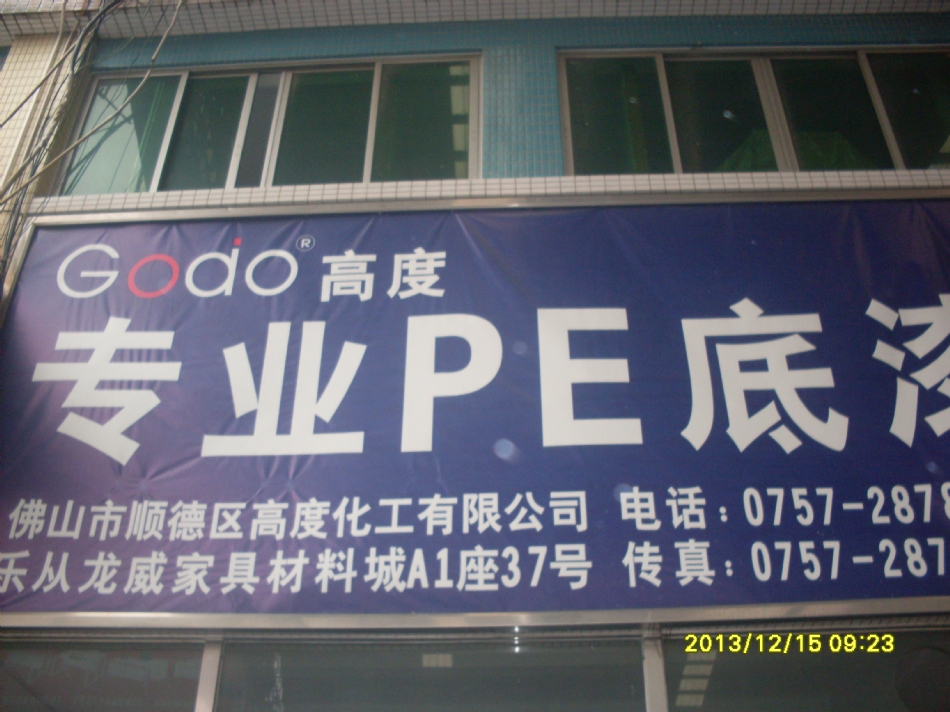 Godo® 高度
专业PE底漆
佛山市顺德区高度化工有限公司 电话：0757-2878
乐从龙威家具材料城A1座37号 传真：0757-287
2013/12/15 09:23